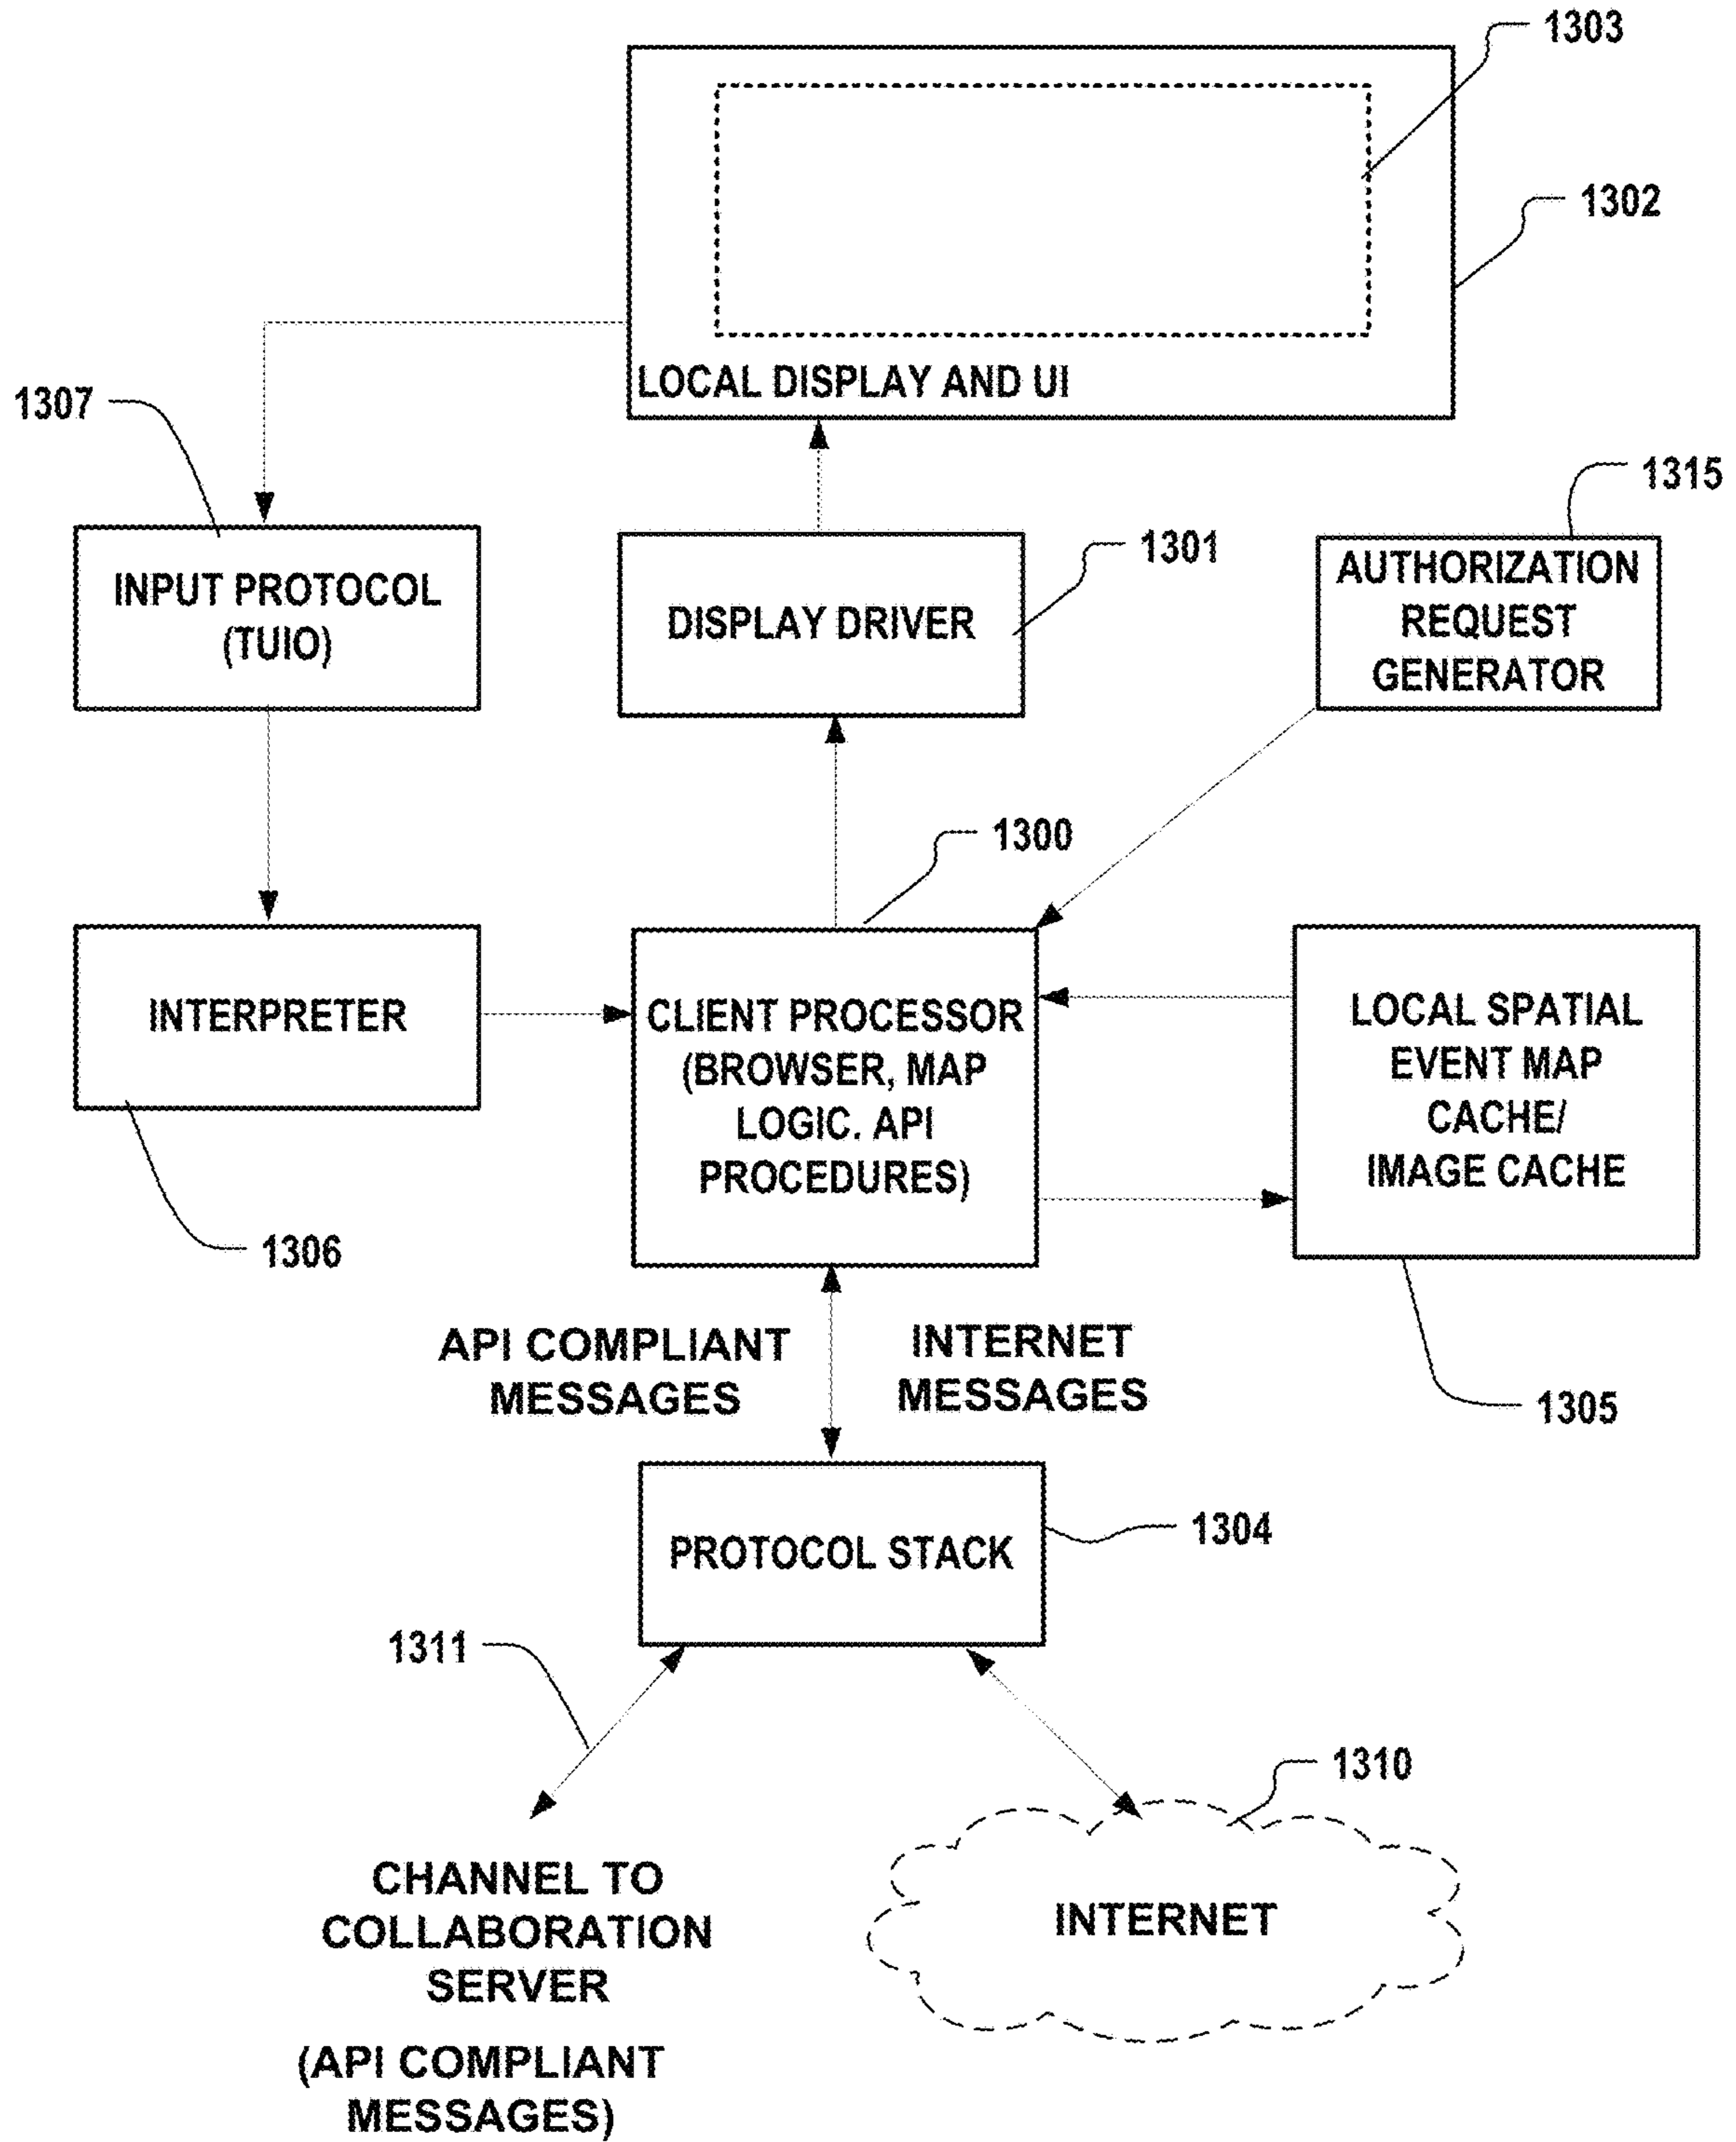 1303
1302
LOCAL DISPLAY AND UI
1307
1315
1301
INPUT PROTOCOL
(TUIO)
DISPLAY DRIVER
AUTHORIZATION
REQUEST
GENERATOR
1300
INTERPRETER
CLIENT PROCESSOR
(BROWSER, MAP
LOGIC. API
PROCEDURES)
LOCAL SPATIAL
EVENT MAP
CACHE/
IMAGE CACHE
1306
API COMPLIANT
MESSAGES
INTERNET
MESSAGES
1305
PROTOCOL STACK
1304
1311
1310
CHANNEL TO
COLLABORATION
SERVER
(API COMPLIANT
MESSAGES)
INTERNET